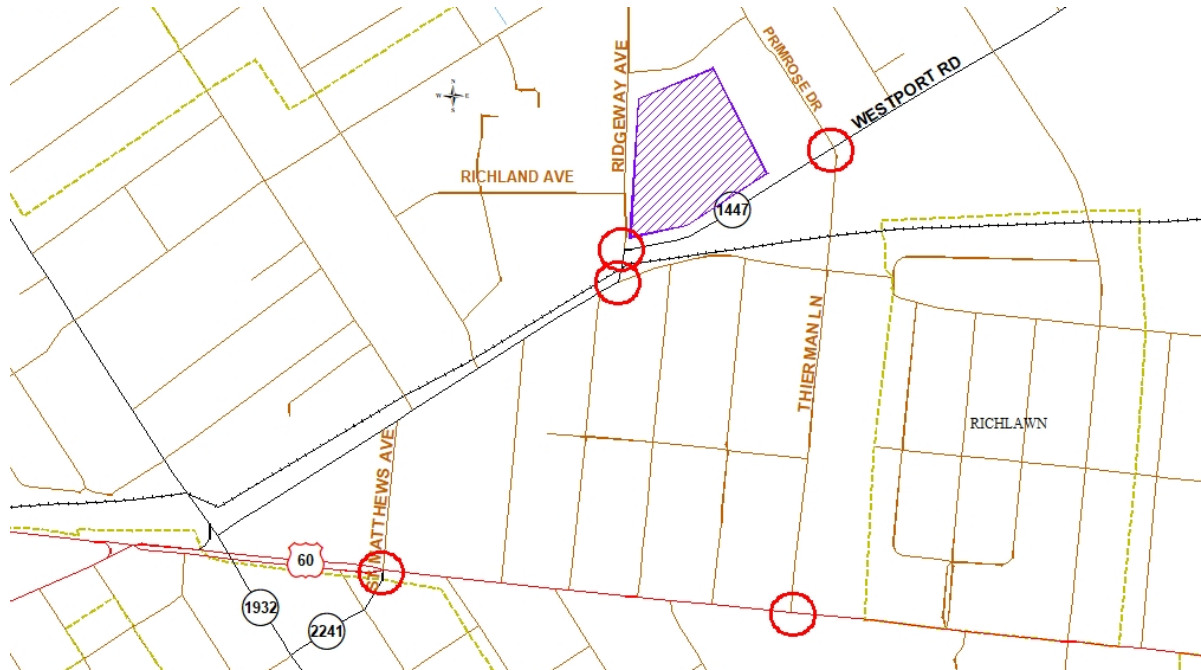 PRIMROSE DR
WESTPORT RD
RIDGEWAY AVE
N
W E
S
RICHLAND AVE
1447
THIERMAN LN
RICHLAWN
ST MATTHEWS AVE
60
1932
2241